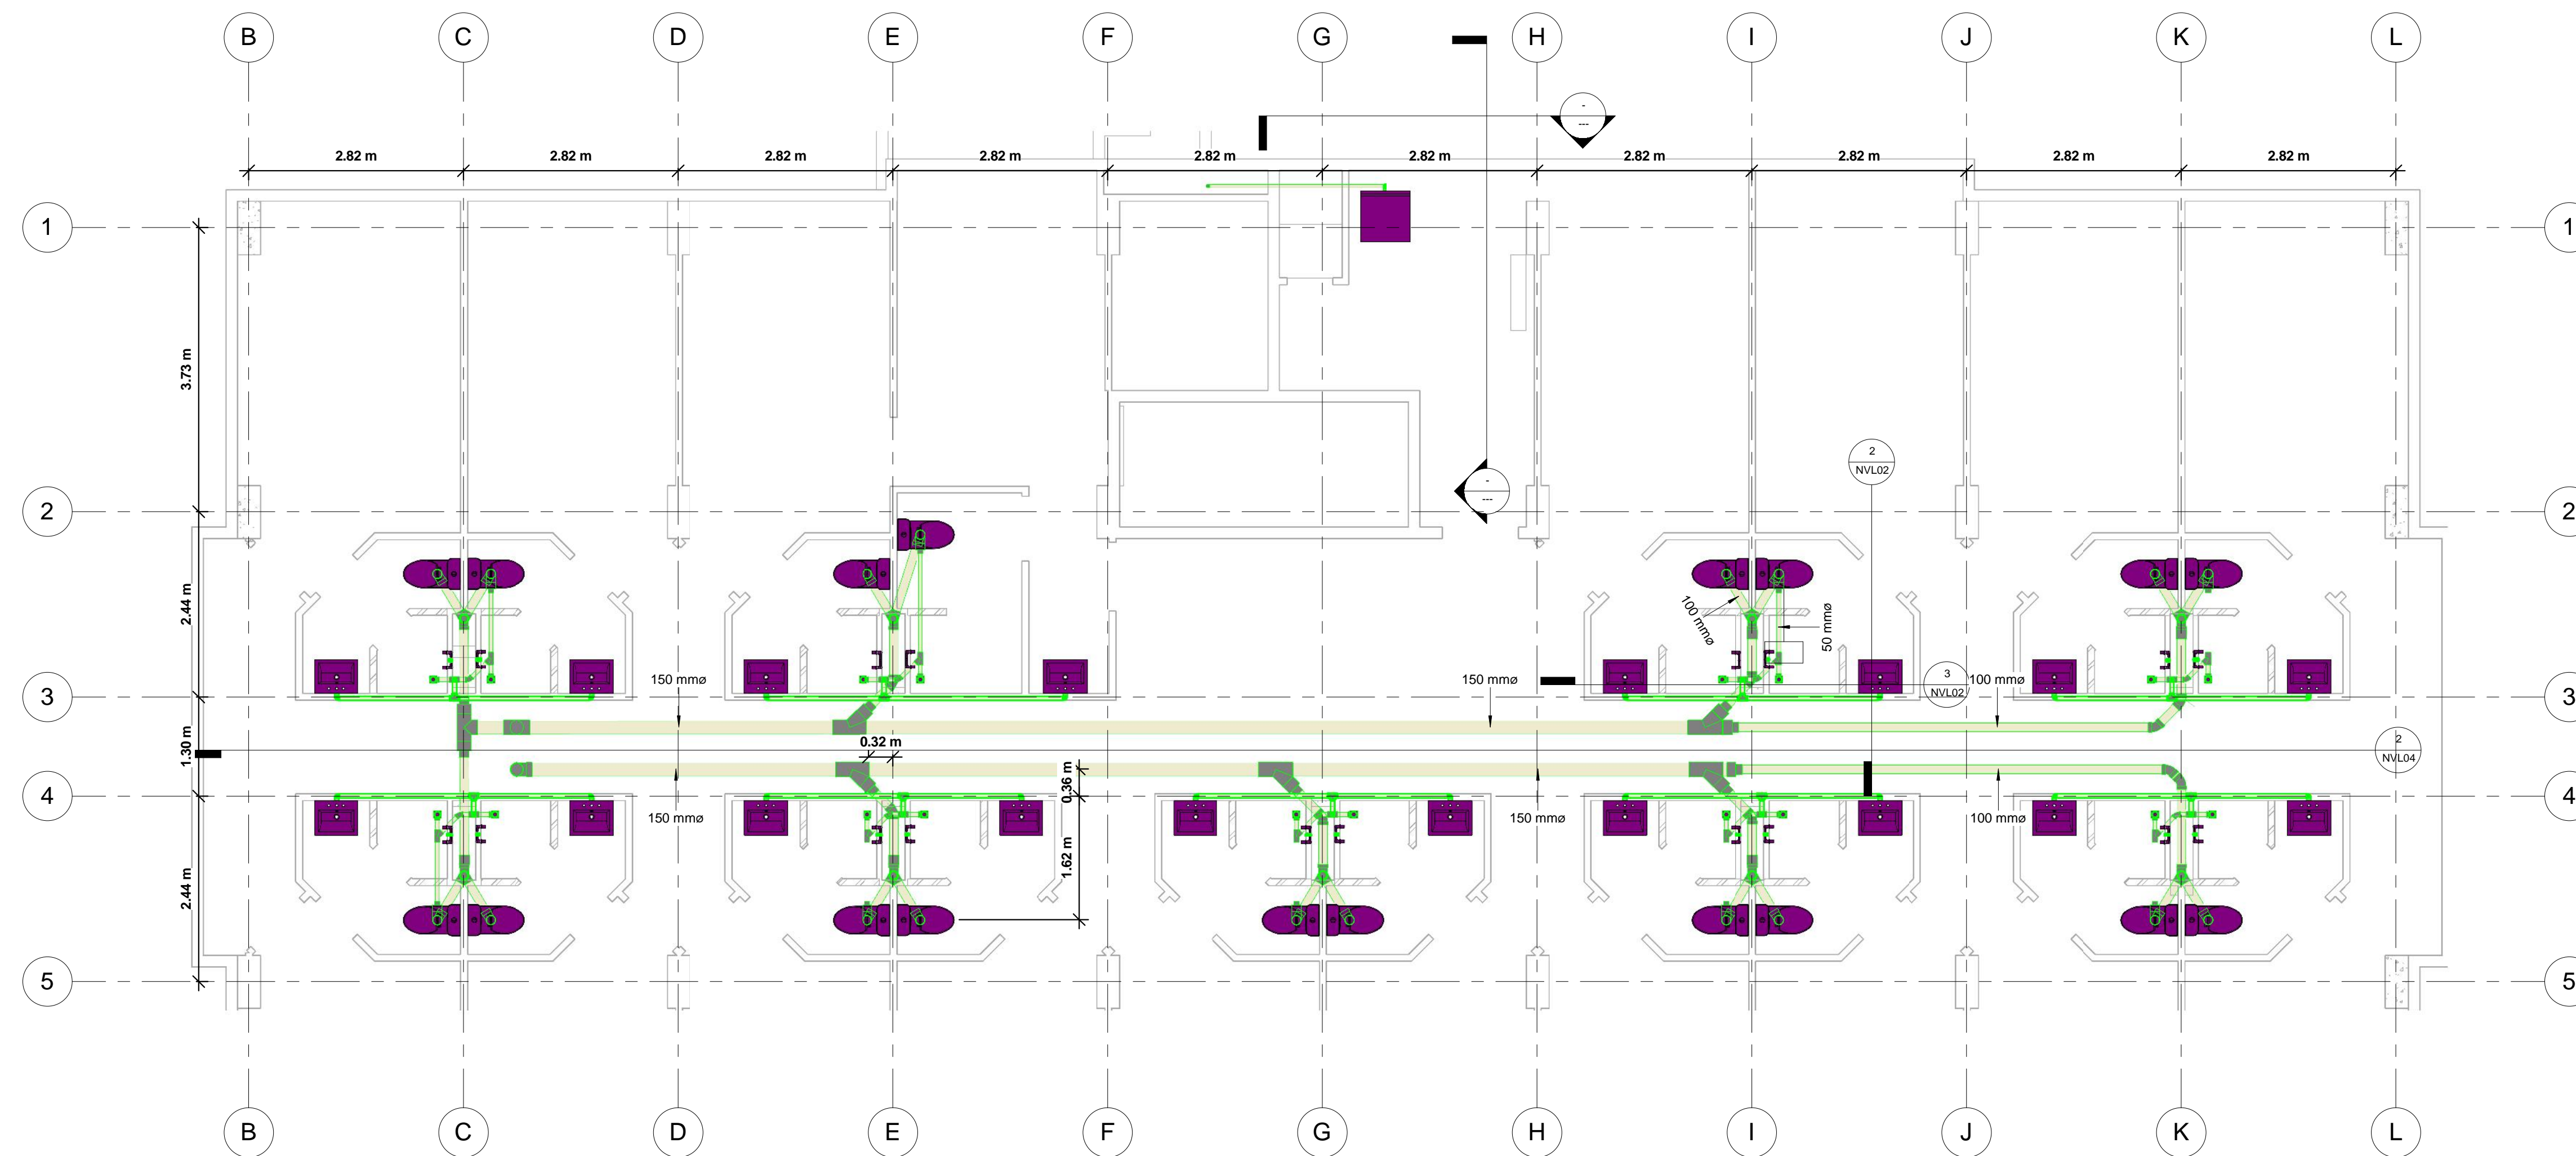 B C D E F G H I J K L
-
---
2.82 m 2.82 m 2.82 m 2.82 m 2.82 m 2.82 m 2.82 m 2.82 m 2.82 m 2.82 m
1 1
3.73 m
2
NVL02
-
---
2 2
2.44 m
100 mmø
50 mmø
150 mmø 150 mmø 100 mmø
3
NVL02
3 3
1.30 m
0.32 m
2
NVL04
0.36 m
4 4
150 mmø 150 mmø 100 mmø
1.62 m
2.44 m
5 5
B C D E F G H I J K L